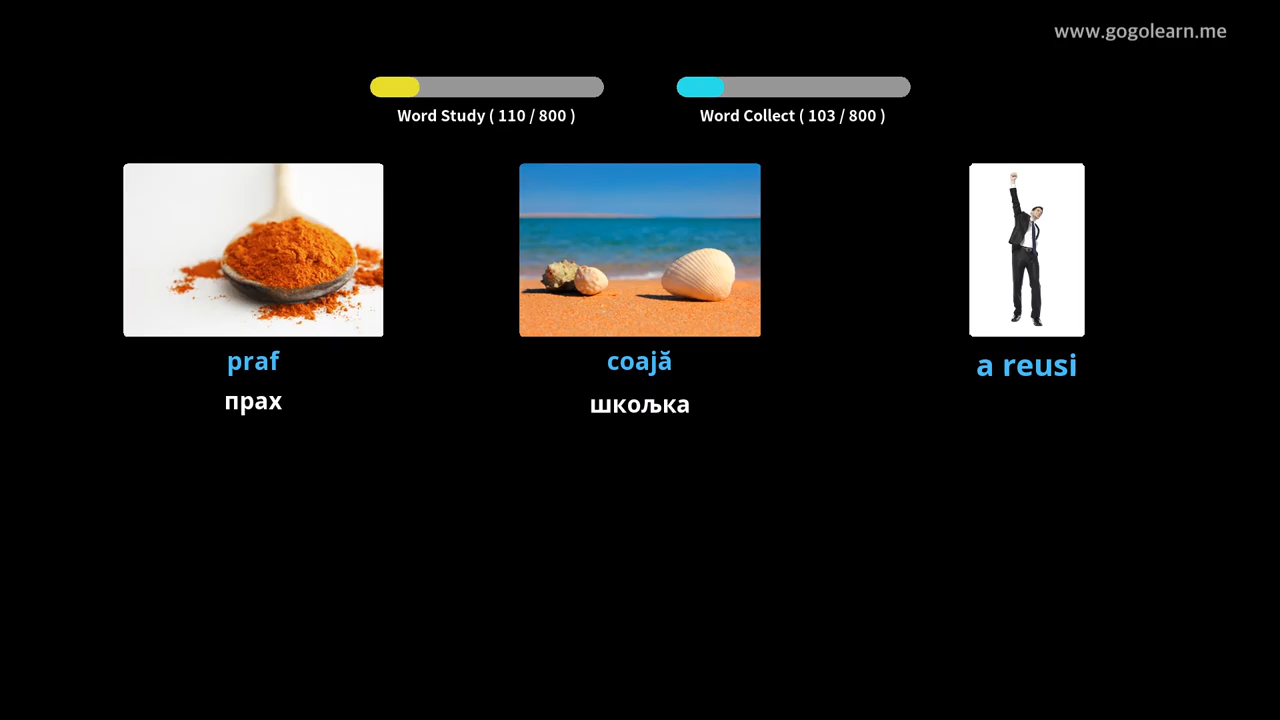 www.gogolearn.me
Word Study ( 110 / 800 )
Word Collect ( 103 / 800 )
praf
прах
coajă
шкољка
a reusi